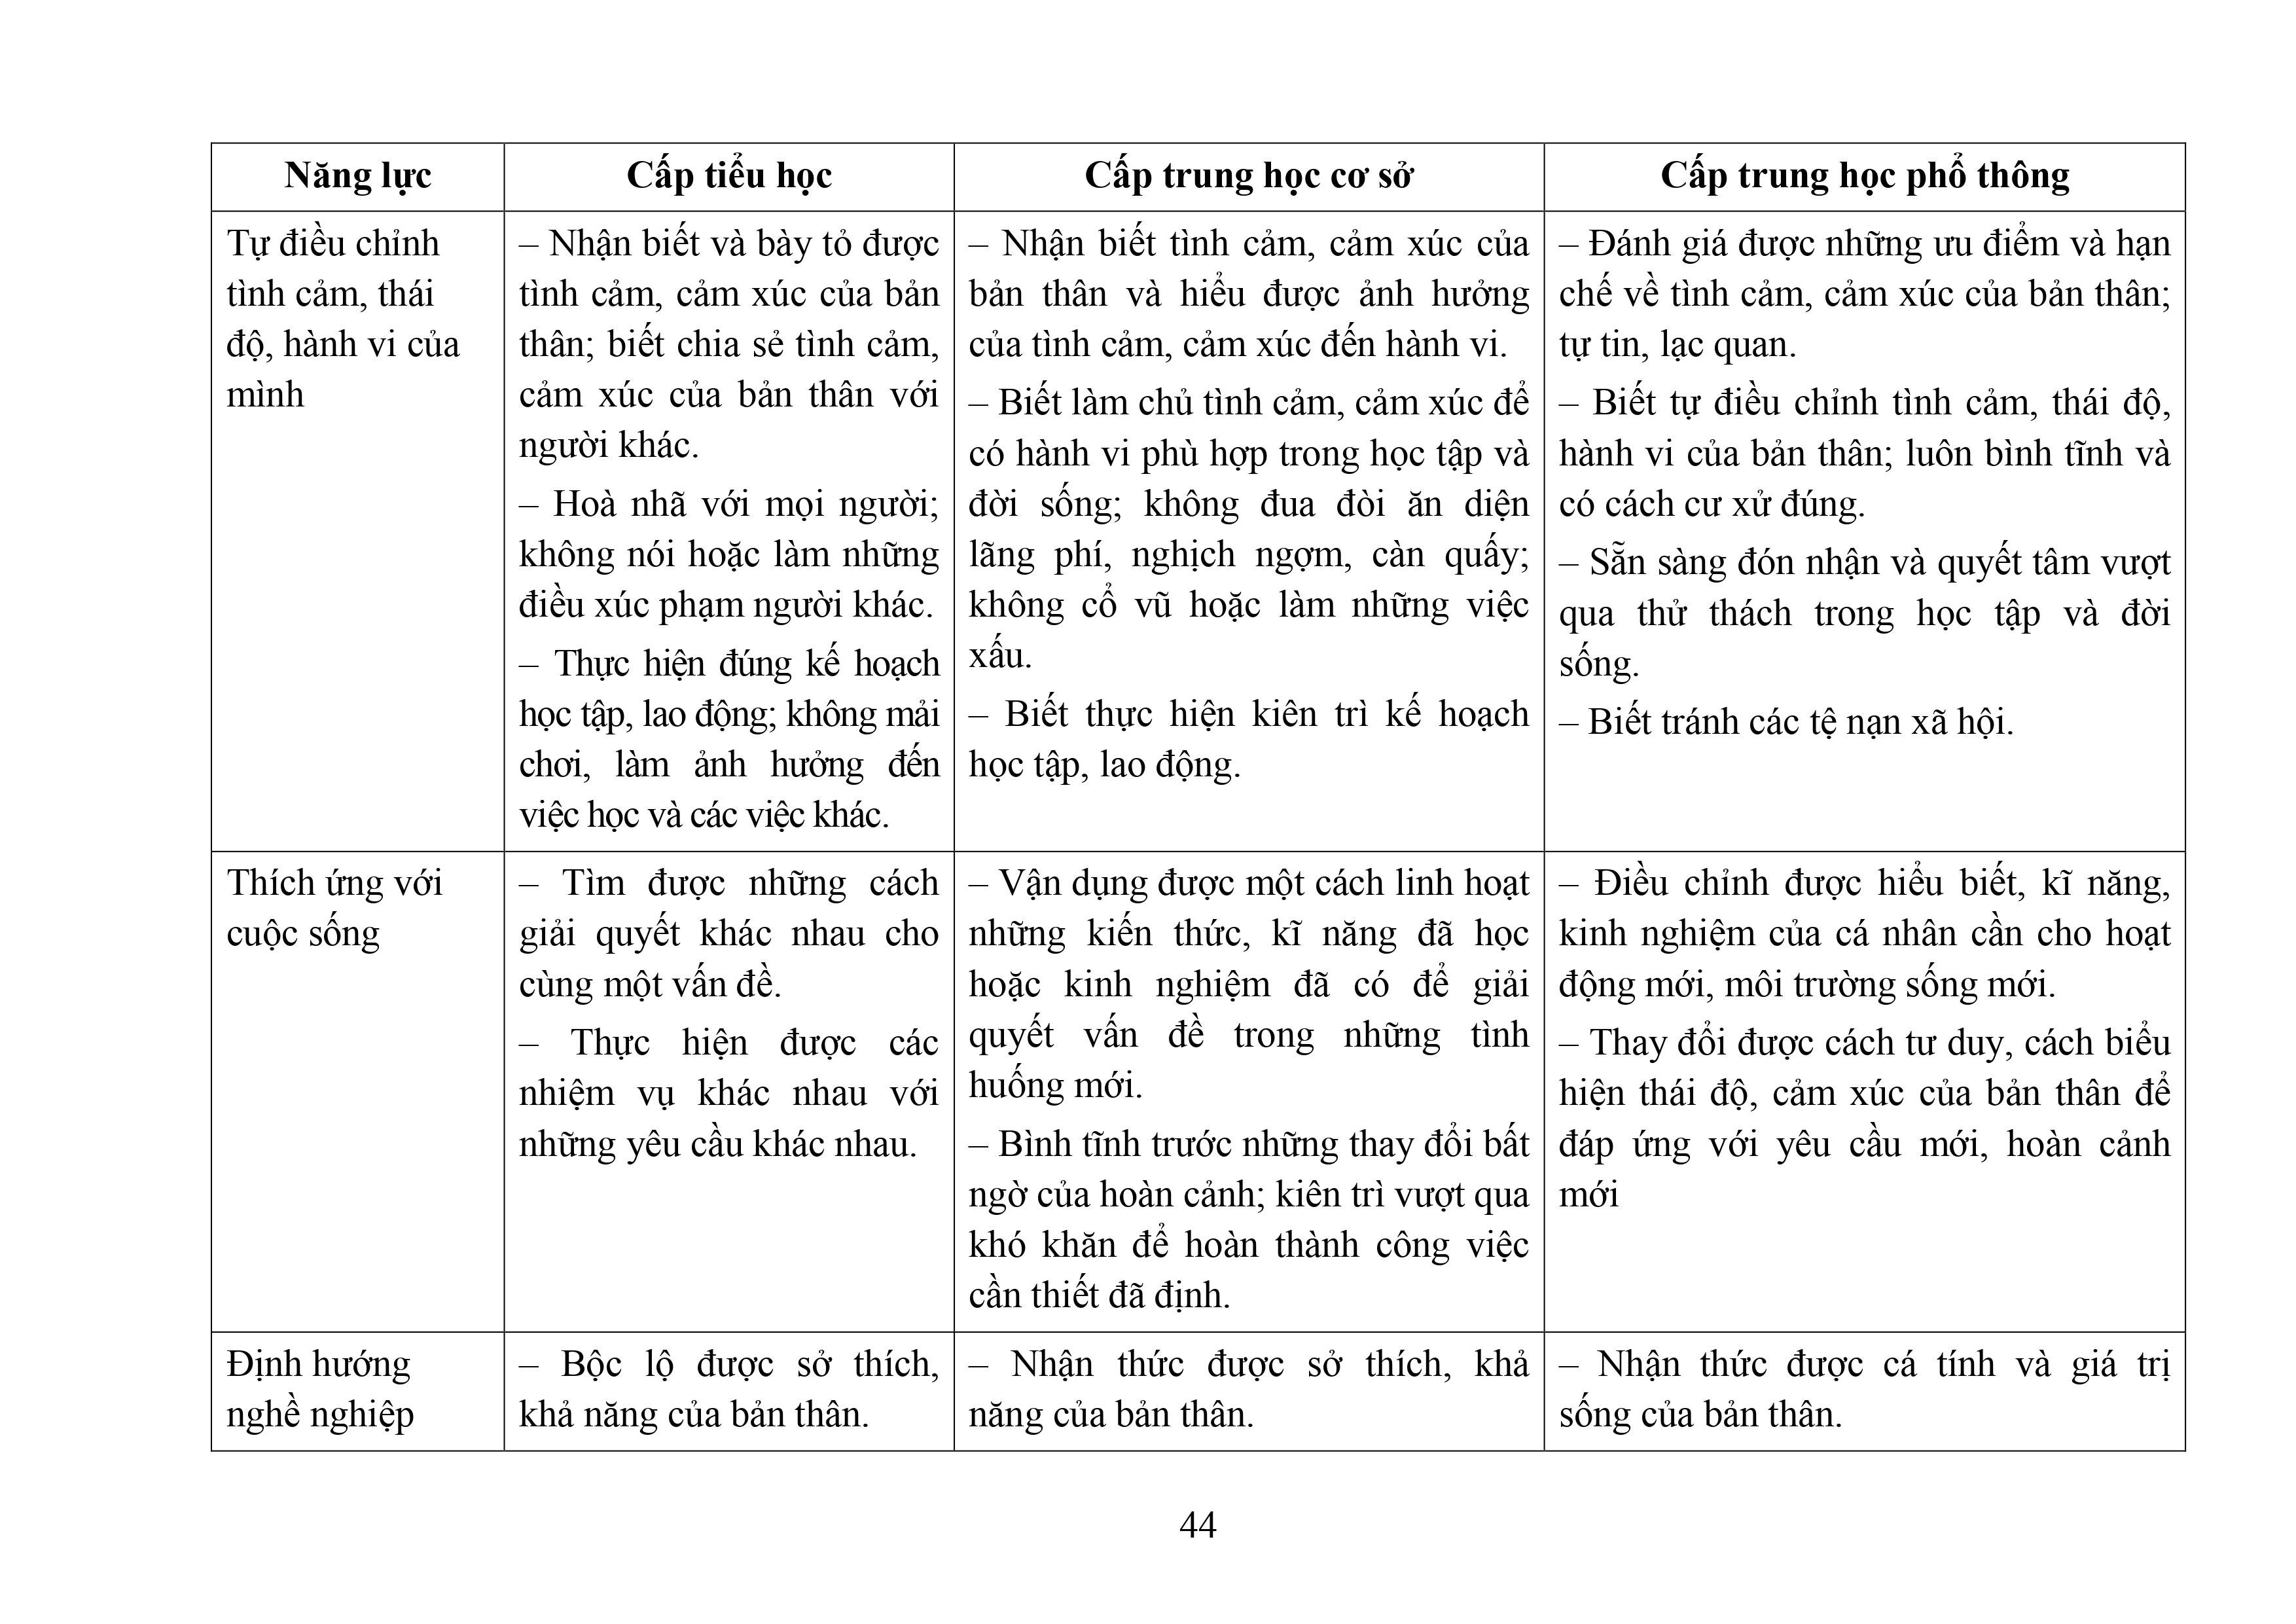 Năng lực
Cấp tiểu học
Cấp trung học cơ sở
Cấp trung học phổ thông
Tự điều chỉnh
tình cảm, thái
độ, hành vi của
mình
– Nhận biết và bày tỏ được
tình cảm, cảm xúc của bản
thân; biết chia sẻ tình cảm,
cảm xúc của bản thân với
người khác.
– Hoà nhã với mọi người;
không nói hoặc làm những
điều xúc phạm người khác.
– Thực hiện đúng kế hoạch
học tập, lao động; không mải
chơi, làm ảnh hưởng đến
việc học và các việc khác.
– Nhận biết tình cảm, cảm xúc của
bản thân và hiểu được ảnh hưởng
của tình cảm, cảm xúc đến hành vi.
– Biết làm chủ tình cảm, cảm xúc để
có hành vi phù hợp trong học tập và
đời sống; không đua đòi ăn diện
lãng phí, nghịch ngợm, càn quấy;
không cổ vũ hoặc làm những việc
xấu.
– Biết thực hiện kiên trì kế hoạch
học tập, lao động.
– Đánh giá được những ưu điểm và hạn
chế về tình cảm, cảm xúc của bản thân;
tự tin, lạc quan.
– Biết tự điều chỉnh tình cảm, thái độ,
hành vi của bản thân; luôn bình tĩnh và
có cách cư xử đúng.
– Sẵn sàng đón nhận và quyết tâm vượt
qua thử thách trong học tập và đời
sống.
– Biết tránh các tệ nạn xã hội.
Thích ứng với
cuộc sống
– Tìm được những cách
giải quyết khác nhau cho
cùng một vấn đề.
– Thực hiện được các
nhiệm vụ khác nhau với
những yêu cầu khác nhau.
– Vận dụng được một cách linh hoạt
những kiến thức, kĩ năng đã học
hoặc kinh nghiệm đã có để giải
quyết vấn đề trong những tình
huống mới.
– Bình tĩnh trước những thay đổi bất
ngờ của hoàn cảnh; kiên trì vượt qua
khó khăn để hoàn thành công việc
cần thiết đã định.
– Điều chỉnh được hiểu biết, kĩ năng,
kinh nghiệm của cá nhân cần cho hoạt
động mới, môi trường sống mới.
– Thay đổi được cách tư duy, cách biểu
hiện thái độ, cảm xúc của bản thân để
đáp ứng với yêu cầu mới, hoàn cảnh
mới
Định hướng
nghề nghiệp
– Bộc lộ được sở thích,
khả năng của bản thân.
– Nhận thức được sở thích, khả
năng của bản thân.
– Nhận thức được cá tính và giá trị
sống của bản thân.
44